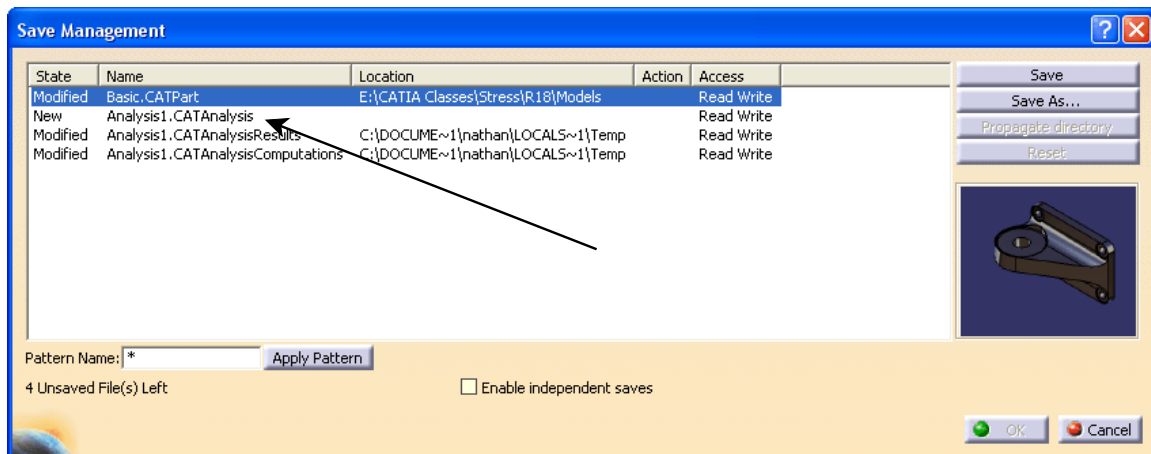 Save Management
State Name Location Action Access
Modified Basic.CATPart E:\CATIA Classes\Stress\R18\Models Read Write
New Analysis1.CATAnalysis Read Write
Modified Analysis1.CATAnalysisResults C:\DOCUME~1\nathan\LOCALS~1\Temp Read Write
Modified Analysis1.CATAnalysisComputations C:\DOCUME~1\nathan\LOCALS~1\Temp Read Write
Save
Save As...
Propagate directory
Reset
Pattern Name: * Apply Pattern
4 Unsaved File(s) Left Enable independent saves
OK Cancel